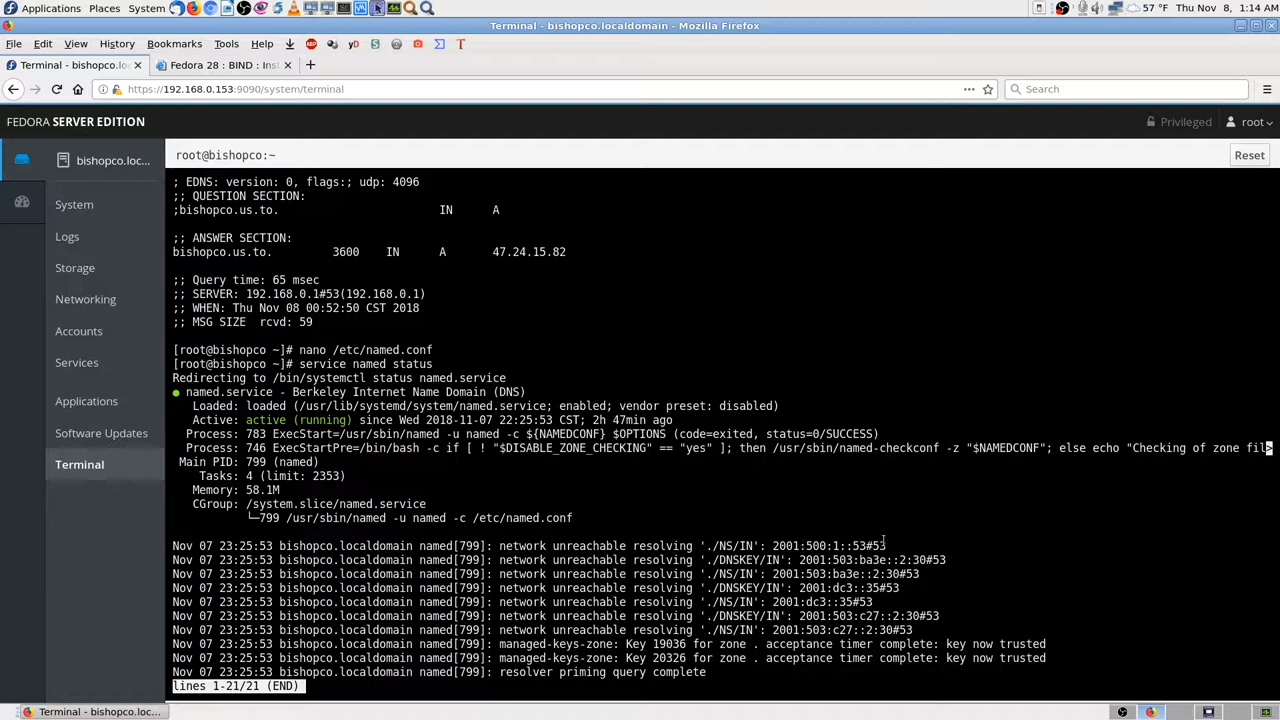 Applications Places System 57 °F Thu Nov 8, 1:14 AM
Terminal - bishopco.localdomain - Mozilla Firefox
File Edit View History Bookmarks Tools Help
Terminal - bishopco.loc Fedora 28 : BIND : Inst
https://192.168.0.153:9090/system/terminal Search
FEDORA SERVER EDITION Privileged root
bishopco.loc... root@bishopco:~ Reset
System
Logs
Storage
Networking
Accounts
Services
Applications
Software Updates
Terminal
; EDNS: version: 0, flags:; udp: 4096
;; QUESTION SECTION:
;bishopco.us.to. IN A
;; ANSWER SECTION:
bishopco.us.to. 3600 IN A 47.24.15.82
;; Query time: 65 msec
;; SERVER: 192.168.0.1#53(192.168.0.1)
;; WHEN: Thu Nov 08 00:52:50 CST 2018
;; MSG SIZE rcvd: 59
[root@bishopco ~]# nano /etc/named.conf
[root@bishopco ~]# service named status
Redirecting to /bin/systemctl status named.service
● named.service - Berkeley Internet Name Domain (DNS)
Loaded: loaded (/usr/lib/systemd/system/named.service; enabled; vendor preset: disabled)
Active: active (running) since Wed 2018-11-07 22:25:53 CST; 2h 47min ago
Process: 783 ExecStart=/usr/sbin/named -u named -c ${NAMEDCONF} $OPTIONS (code=exited, status=0/SUCCESS)
Process: 746 ExecStartPre=/bin/bash -c if [ ! "$DISABLE_ZONE_CHECKING" == "yes" ]; then /usr/sbin/named-checkconf -z "$NAMEDCONF"; else echo "Checking of zone fil>
Main PID: 799 (named)
Tasks: 4 (limit: 2353)
Memory: 58.1M
CGroup: /system.slice/named.service
└─799 /usr/sbin/named -u named -c /etc/named.conf
Nov 07 23:25:53 bishopco.localdomain named[799]: network unreachable resolving './NS/IN': 2001:500:1::53#53
Nov 07 23:25:53 bishopco.localdomain named[799]: network unreachable resolving './DNSKEY/IN': 2001:503:ba3e::2:30#53
Nov 07 23:25:53 bishopco.localdomain named[799]: network unreachable resolving './NS/IN': 2001:503:ba3e::2:30#53
Nov 07 23:25:53 bishopco.localdomain named[799]: network unreachable resolving './DNSKEY/IN': 2001:dc3::35#53
Nov 07 23:25:53 bishopco.localdomain named[799]: network unreachable resolving './NS/IN': 2001:dc3::35#53
Nov 07 23:25:53 bishopco.localdomain named[799]: network unreachable resolving './DNSKEY/IN': 2001:503:c27::2:30#53
Nov 07 23:25:53 bishopco.localdomain named[799]: network unreachable resolving './NS/IN': 2001:503:c27::2:30#53
Nov 07 23:25:53 bishopco.localdomain named[799]: managed-keys-zone: Key 19036 for zone . acceptance timer complete: key now trusted
Nov 07 23:25:53 bishopco.localdomain named[799]: managed-keys-zone: Key 20326 for zone . acceptance timer complete: key now trusted
Nov 07 23:25:53 bishopco.localdomain named[799]: resolver priming query complete
lines 1-21/21 (END)
Terminal - bishopco.loc...